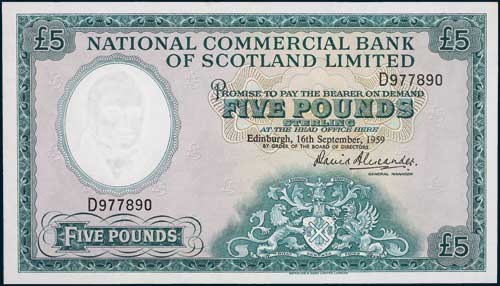 £5
£5
NATIONAL COMMERCIAL BANK
OF SCOTLAND LIMITED
D977890
PROMISE TO PAY THE BEARER ON DEMAND
FIVE POUNDS
STERLING
AT THE HEAD OFFICE HERE
Edinburgh, 16th September, 1959
BY ORDER OF THE BOARD OF DIRECTORS
David Alexander
GENERAL MANAGER
D977890
FIVE POUNDS
£5